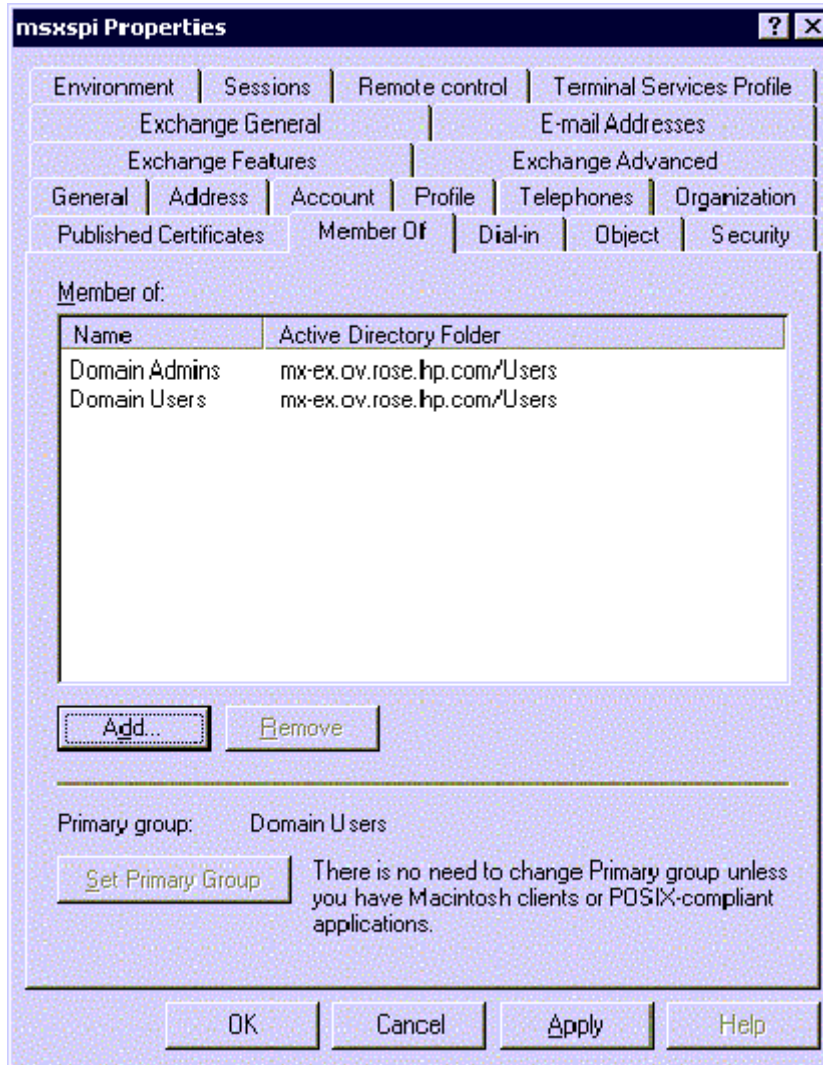 msxspi Properties
Environment Sessions Remote control Terminal Services Profile
Exchange General E-mail Addresses
Exchange Features Exchange Advanced
General Address Account Profile Telephones Organization
Published Certificates Member Of Dial-in Object Security
Member of:
Name Active Directory Folder
Domain Admins mx-ex.ov.rose.hp.com/Users
Domain Users mx-ex.ov.rose.hp.com/Users
Add... Remove
Primary group: Domain Users
Set Primary Group
There is no need to change Primary group unless
you have Macintosh clients or POSIX-compliant
applications.
OK Cancel Apply Help